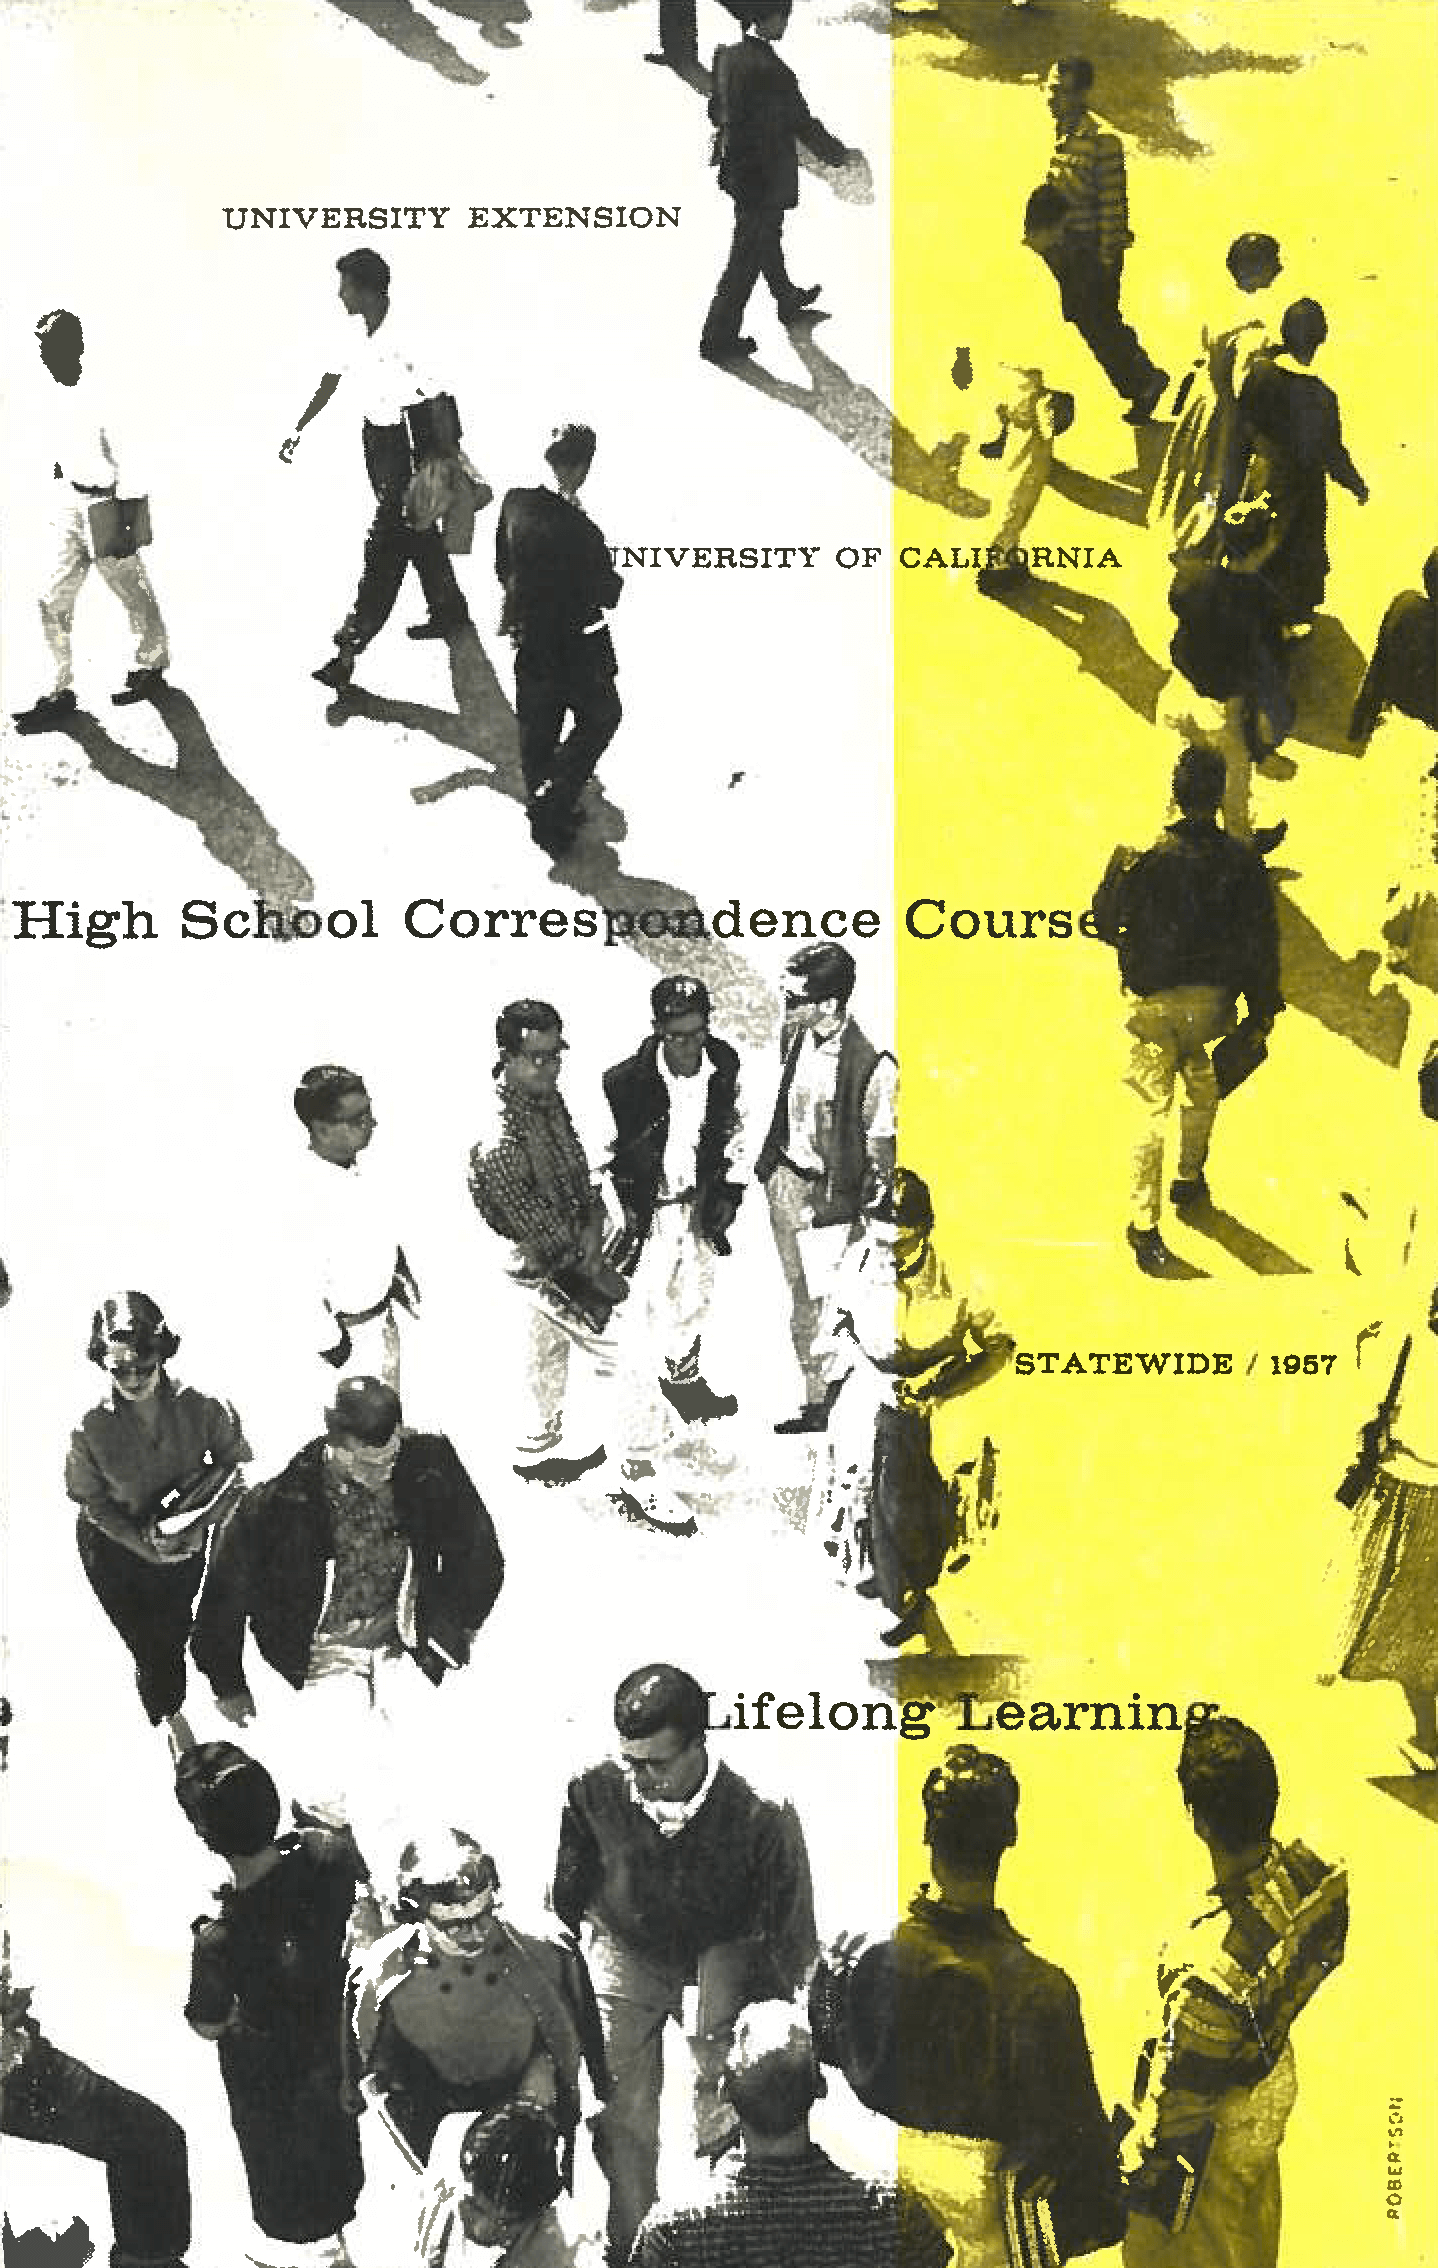 UNIVERSITY EXTENSION
UNIVERSITY OF CALIFORNIA
High School Correspondence Courses
STATEWIDE / 1957
Lifelong Learning
ROBERTSON